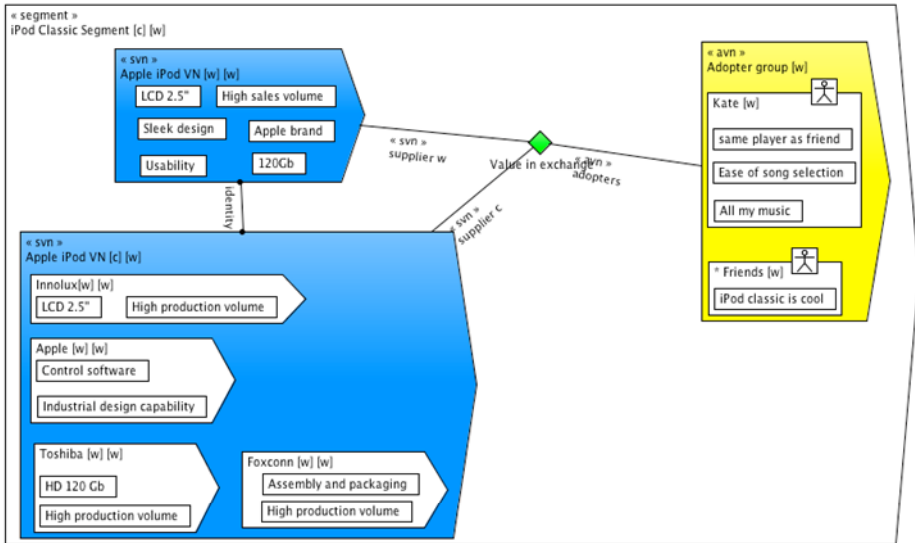 « segment »
iPod Classic Segment [c] [w]
« svn »
Apple iPod VN [w] [w]
LCD 2.5"
High sales volume
Sleek design
Apple brand
Usability
120Gb
« svn »
supplier w
Value in exchange
« avn »
adopters
« svn »
supplier c
identity
« avn »
Adopter group [w]
Kate [w]
same player as friend
Ease of song selection
All my music
* Friends [w]
iPod classic is cool
« svn »
Apple iPod VN [c] [w]
Innolux[w] [w]
LCD 2.5"
High production volume
Apple [w] [w]
Control software
Industrial design capability
Toshiba [w] [w]
HD 120 Gb
High production volume
Foxconn [w] [w]
Assembly and packaging
High production volume